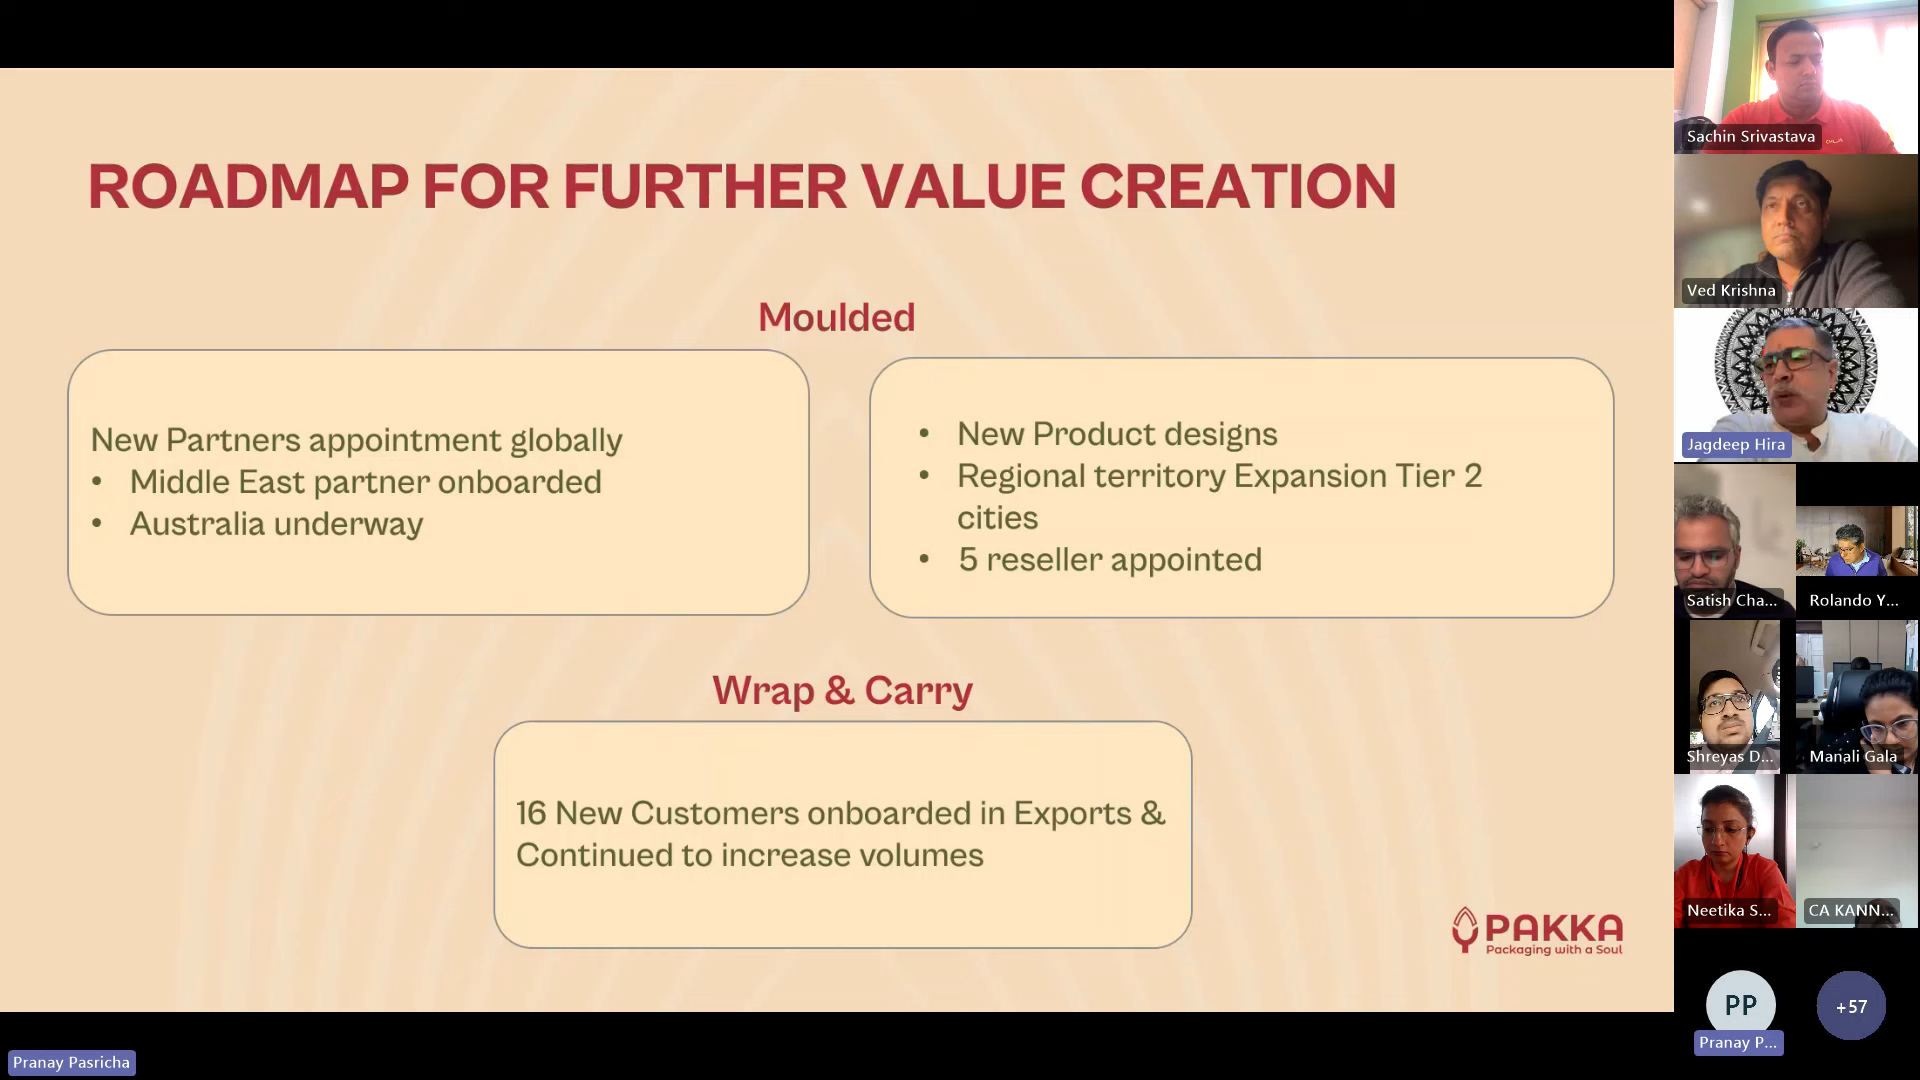 ROADMAP FOR FURTHER VALUE CREATION
Moulded
New Partners appointment globally
• Middle East partner onboarded
• Australia underway
• New Product designs
• Regional territory Expansion Tier 2
cities
• 5 reseller appointed
Wrap & Carry
16 New Customers onboarded in Exports &
Continued to increase volumes
PAKKA
Packaging with a Soul
Pranay Pasricha
Sachin Srivastava
Ved Krishna
Jagdeep Hira
Satish Cha...
Rolando Y...
Shreyas D...
Manali Gala
Neetika S...
CA KANN...
PP
Pranay P...
+57